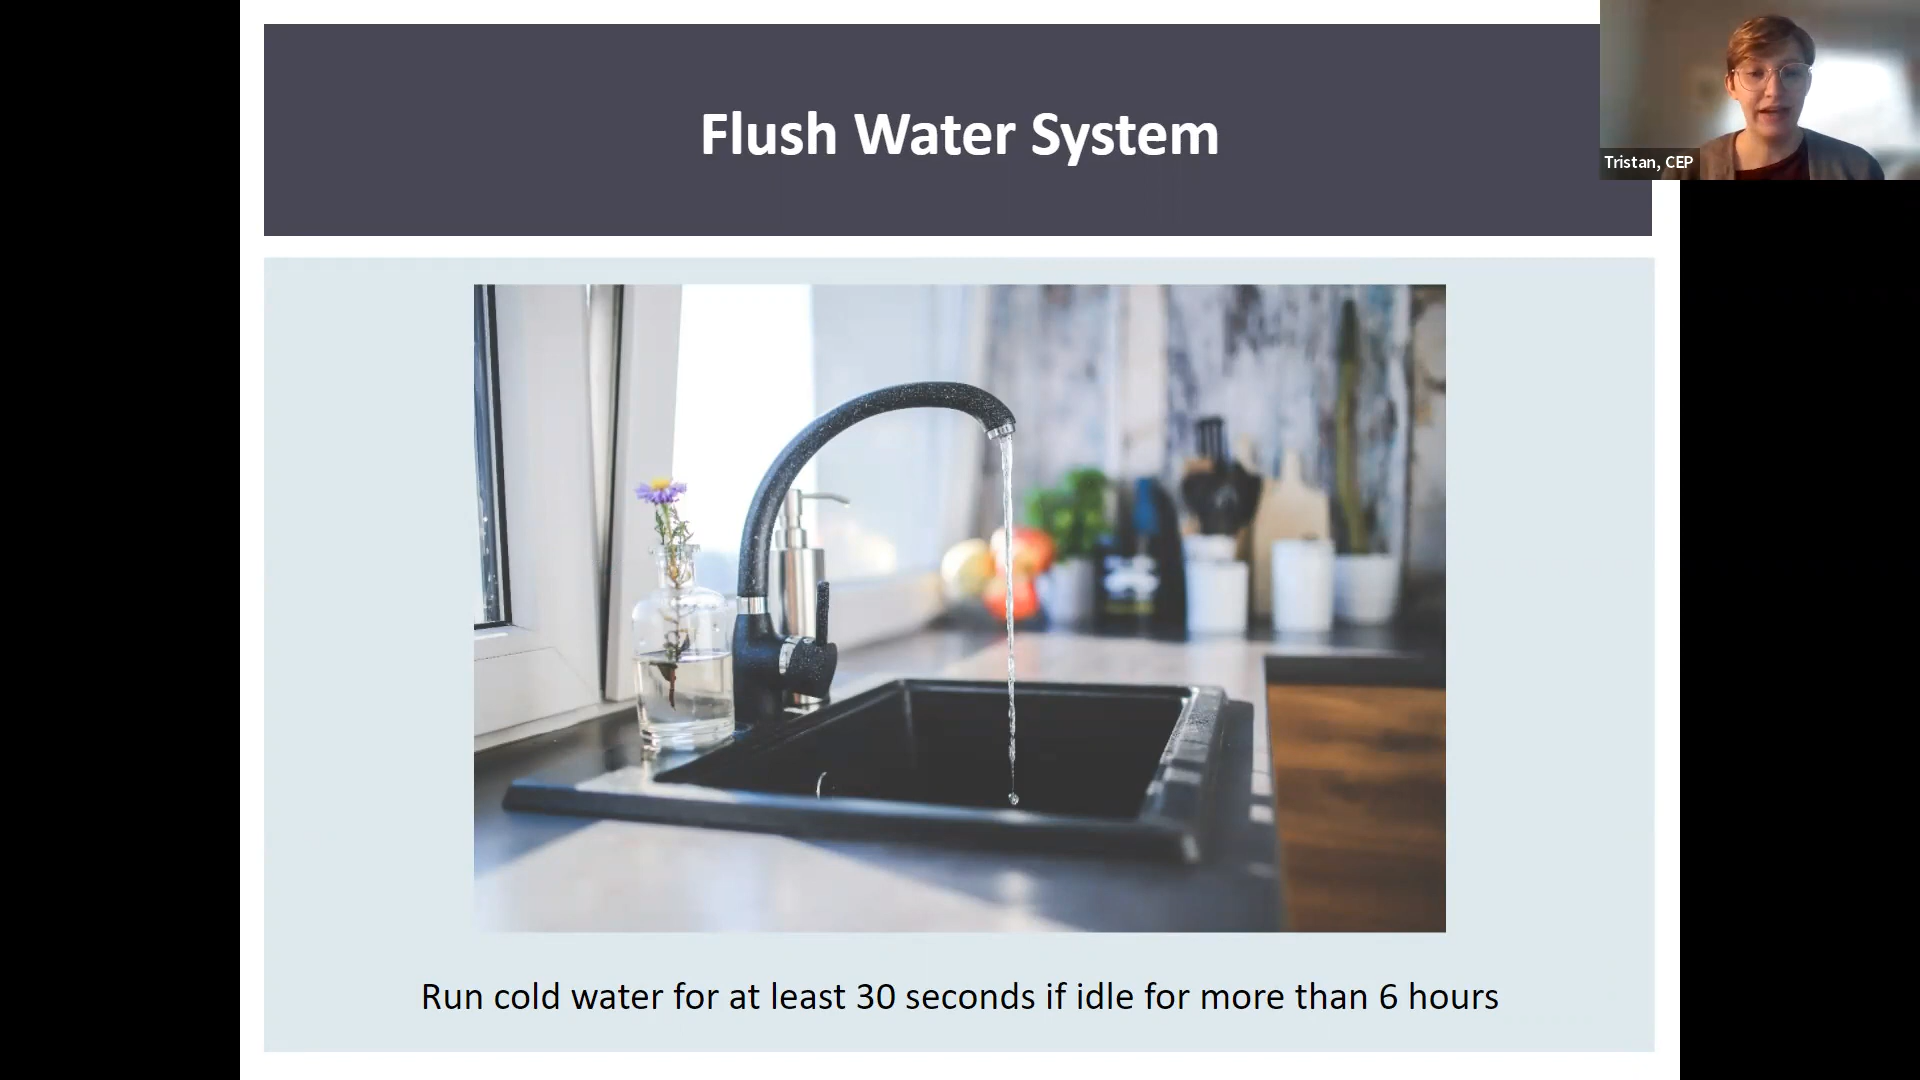 Flush Water System
Tristan, CEP
Run cold water for at least 30 seconds if idle for more than 6 hours